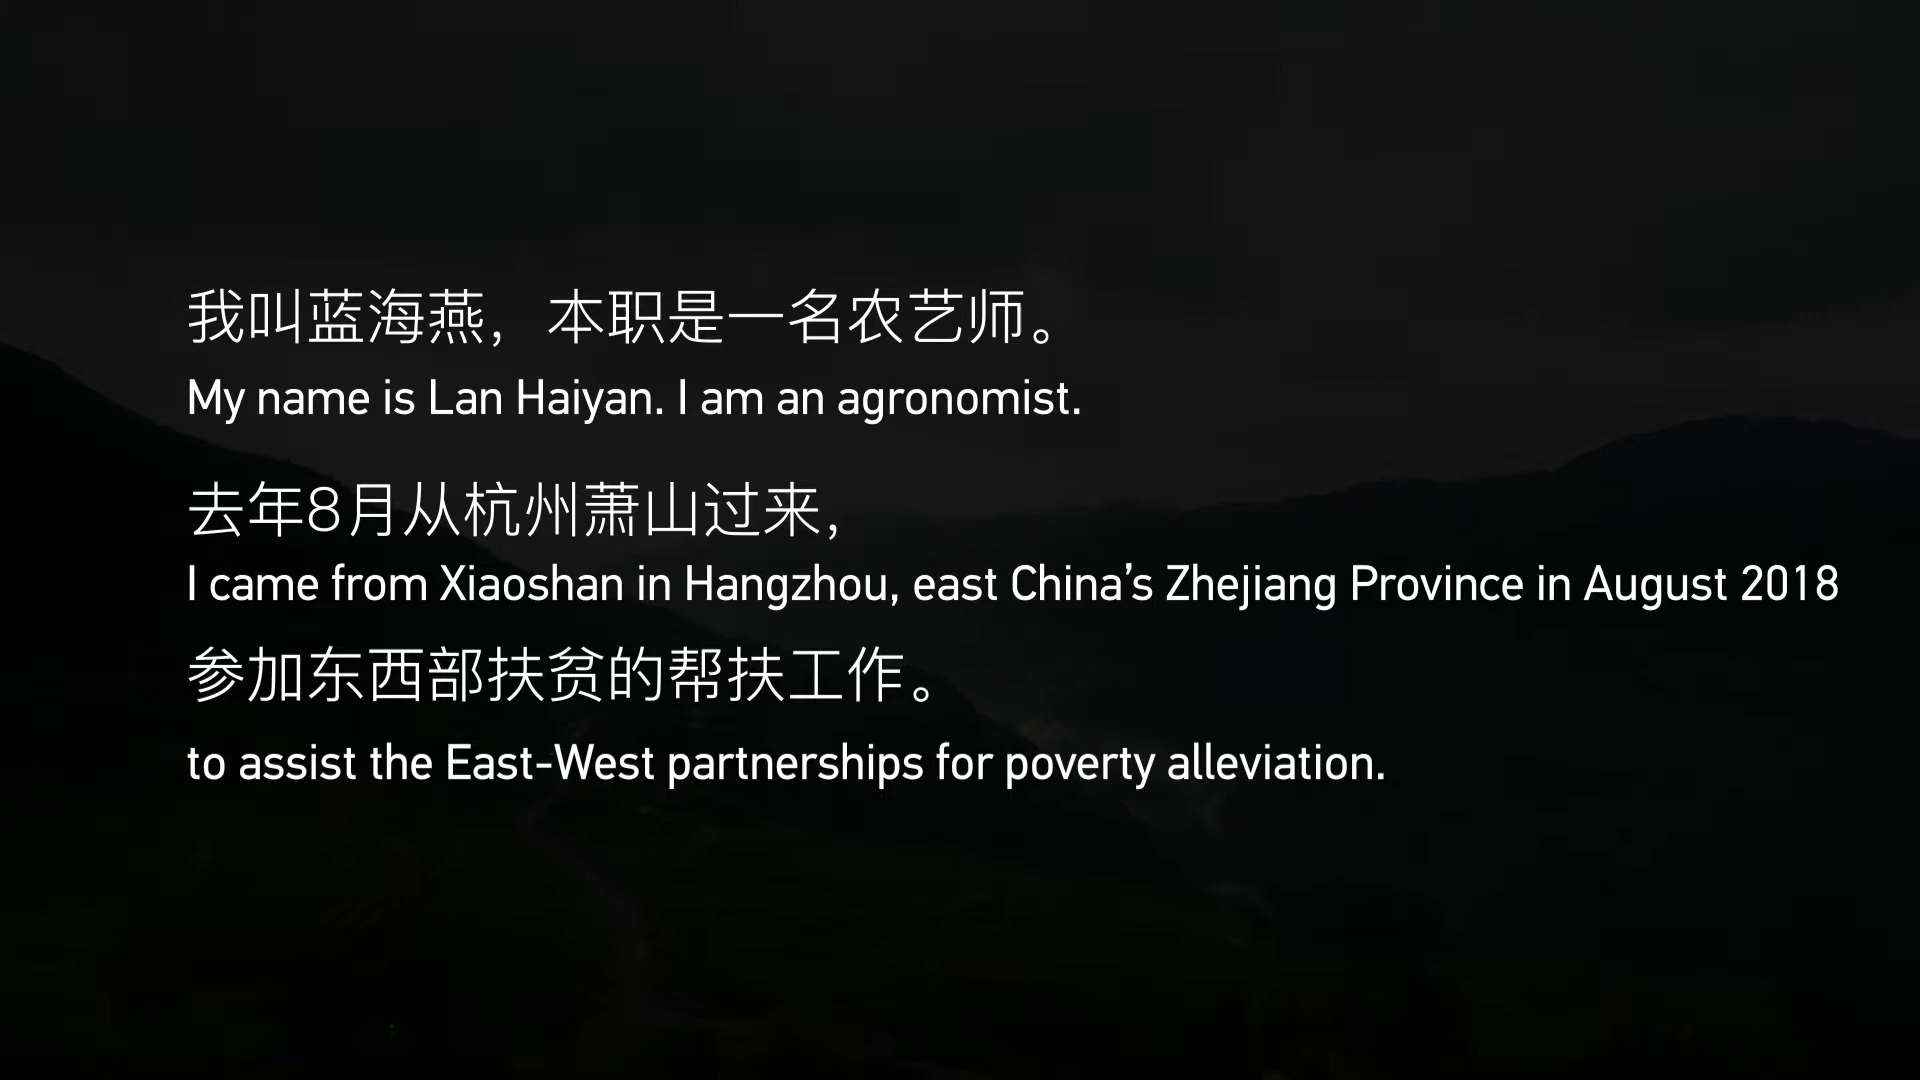 我叫蓝海燕，本职是一名农艺师。
My name is Lan Haiyan. I am an agronomist.
去年8月从杭州萧山过来，
I came from Xiaoshan in Hangzhou, east China’s Zhejiang Province in August 2018
参加东西部扶贫的帮扶工作。
to assist the East-West partnerships for poverty alleviation.